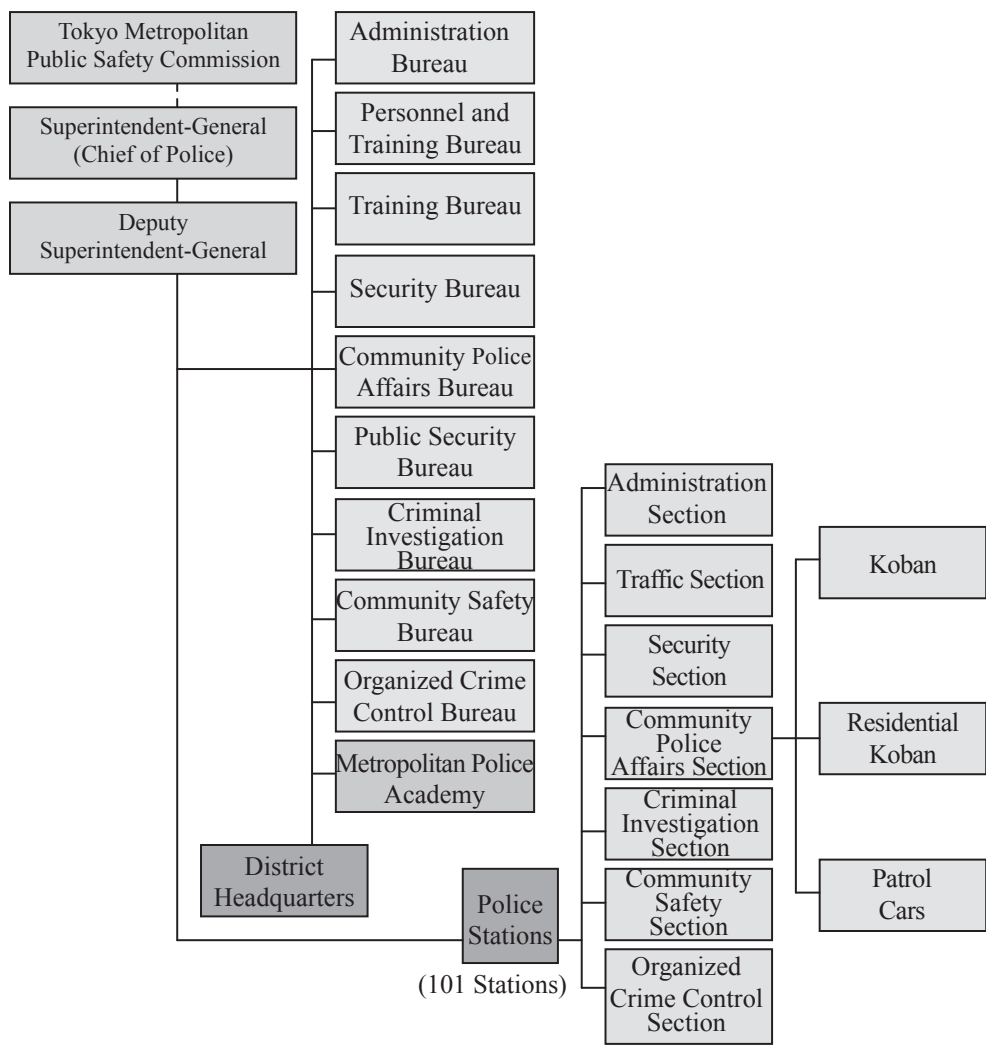 Tokyo Metropolitan
Public Safety Commission
Superintendent-General
(Chief of Police)
Deputy
Superintendent-General
Administration
Bureau
Personnel and
Training Bureau
Training Bureau
Security Bureau
Community Police
Affairs Bureau
Public Security
Bureau
Criminal
Investigation
Bureau
Community Safety
Bureau
Organized Crime
Control Bureau
Metropolitan Police
Academy
District
Headquarters
Police
Stations
(101 Stations)
Administration
Section
Traffic Section
Security
Section
Community
Police
Affairs Section
Criminal
Investigation
Section
Community
Safety
Section
Organized
Crime Control
Section
Koban
Residential
Koban
Patrol
Cars